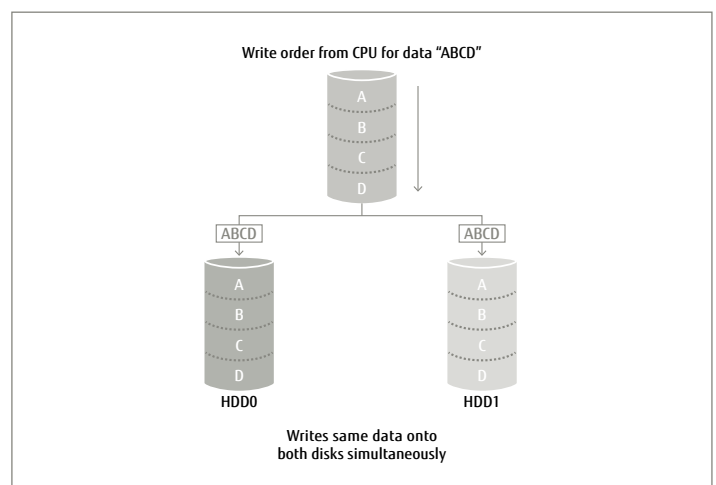 Write order from CPU for data “ABCD”
A
B
C
D
ABCD
ABCD
A
B
C
D
HDD0
A
B
C
D
HDD1
Writes same data onto
both disks simultaneously